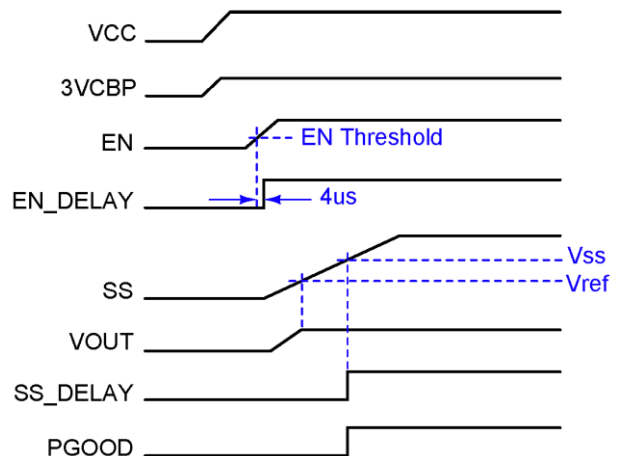 VCC
3VCBP
EN
EN Threshold
EN_DELAY
4us
Vss
Vref
SS
VOUT
SS_DELAY
PGOOD